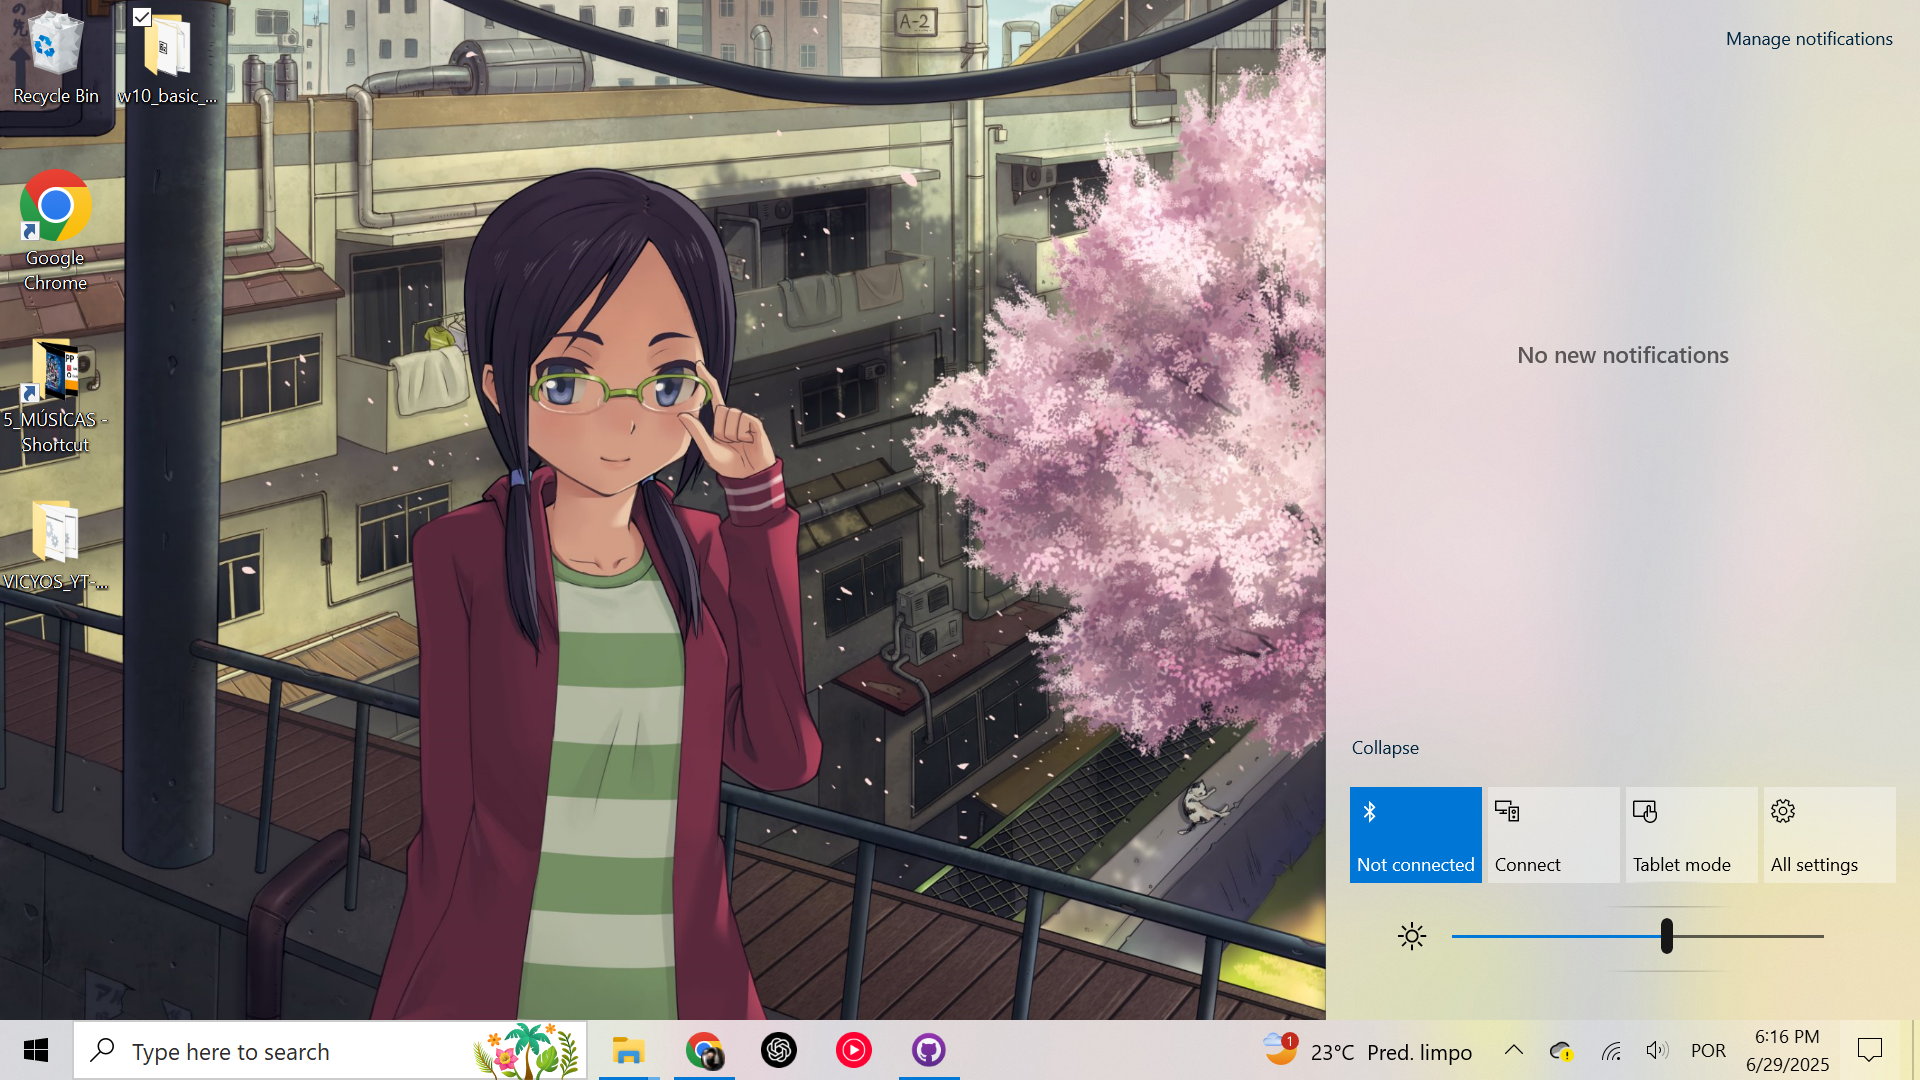 Recycle Bin
w10_basic_...
Google
Chrome
5_MÚSICAS -
Shortcut
VICYOS_YT-...
A-2
Manage notifications
No new notifications
Collapse
Not connected
Connect
Tablet mode
All settings
Type here to search
1
23°C Pred. limpo
POR
6:16 PM
6/29/2025